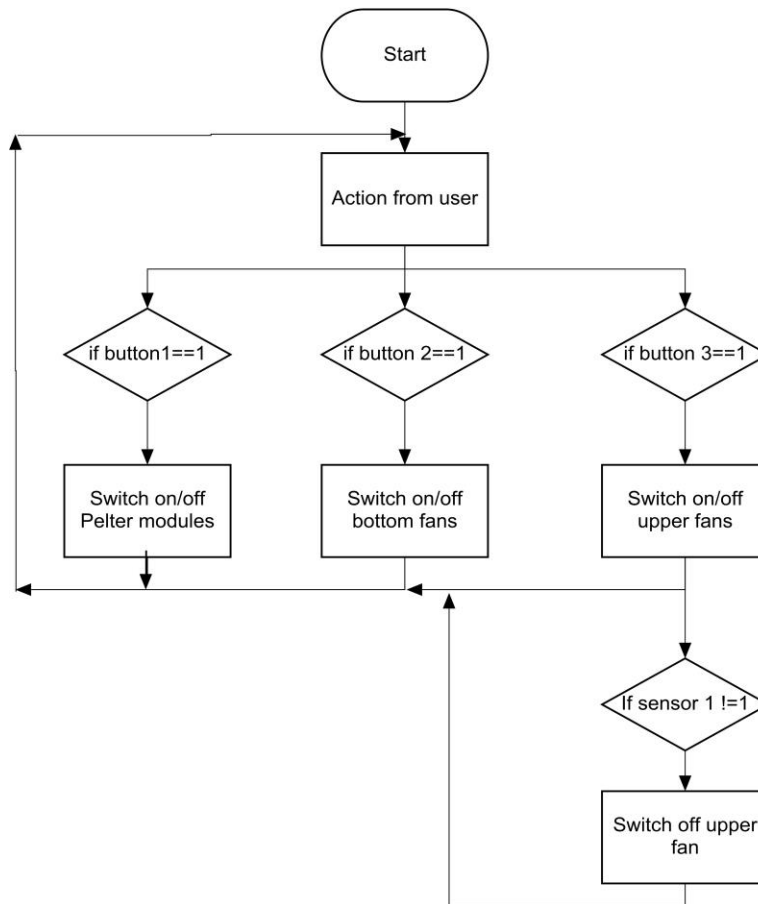 Start
Action from user
if button1==1
if button 2==1
if button 3==1
Switch on/off
Pelter modules
Switch on/off
bottom fans
Switch on/off
upper fans
If sensor 1 !=1
Switch off upper
fan